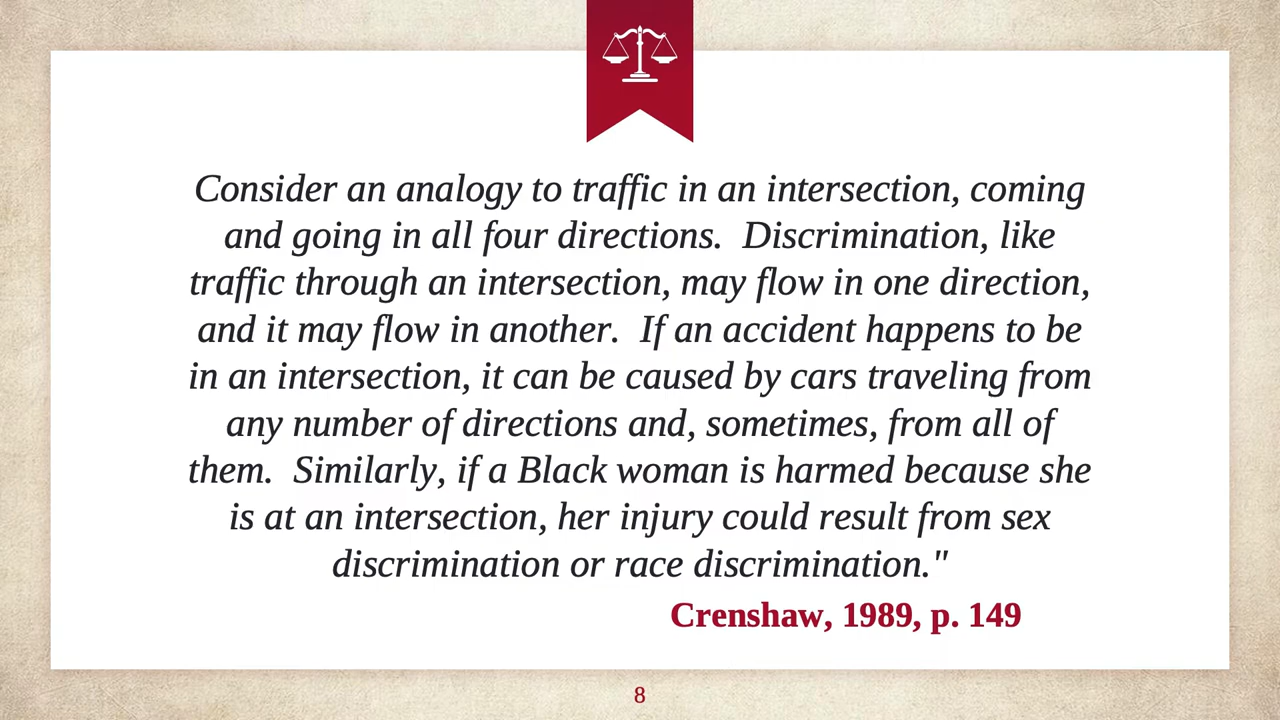 Consider an analogy to traffic in an intersection, coming
and going in all four directions.  Discrimination, like
traffic through an intersection, may flow in one direction,
and it may flow in another.  If an accident happens to be
in an intersection, it can be caused by cars traveling from
any number of directions and, sometimes, from all of
them.  Similarly, if a Black woman is harmed because she
is at an intersection, her injury could result from sex
discrimination or race discrimination."
Crenshaw, 1989, p. 149
8